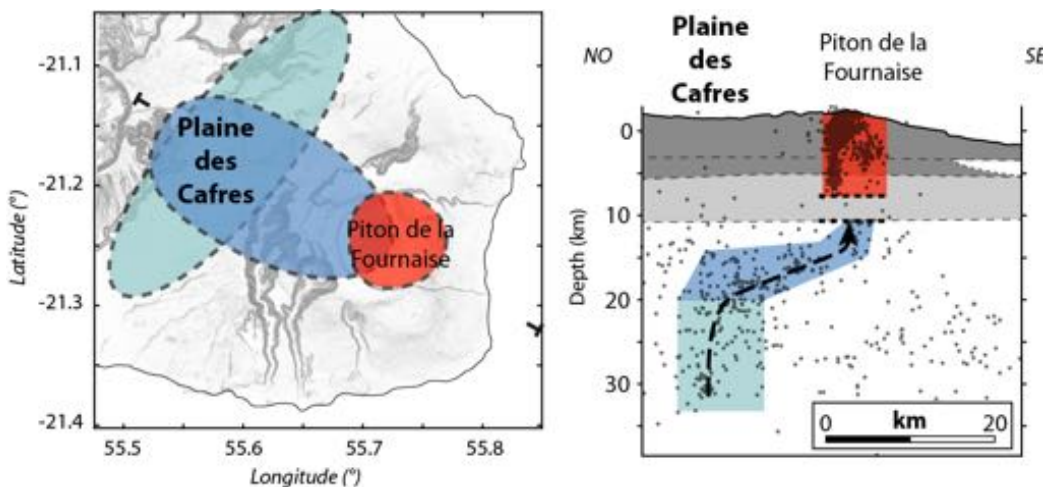 -21.1
-21.2
-21.3
-21.4
Latitude (°)
55.5
55.6
55.7
55.8
Longitude (°)
Plaine
des
Cafres
Piton de la
Fournaise
NO
Plaine
des
Cafres
Piton de la
Fournaise
SE
0
10
20
30
Depth (km)
km
0
20